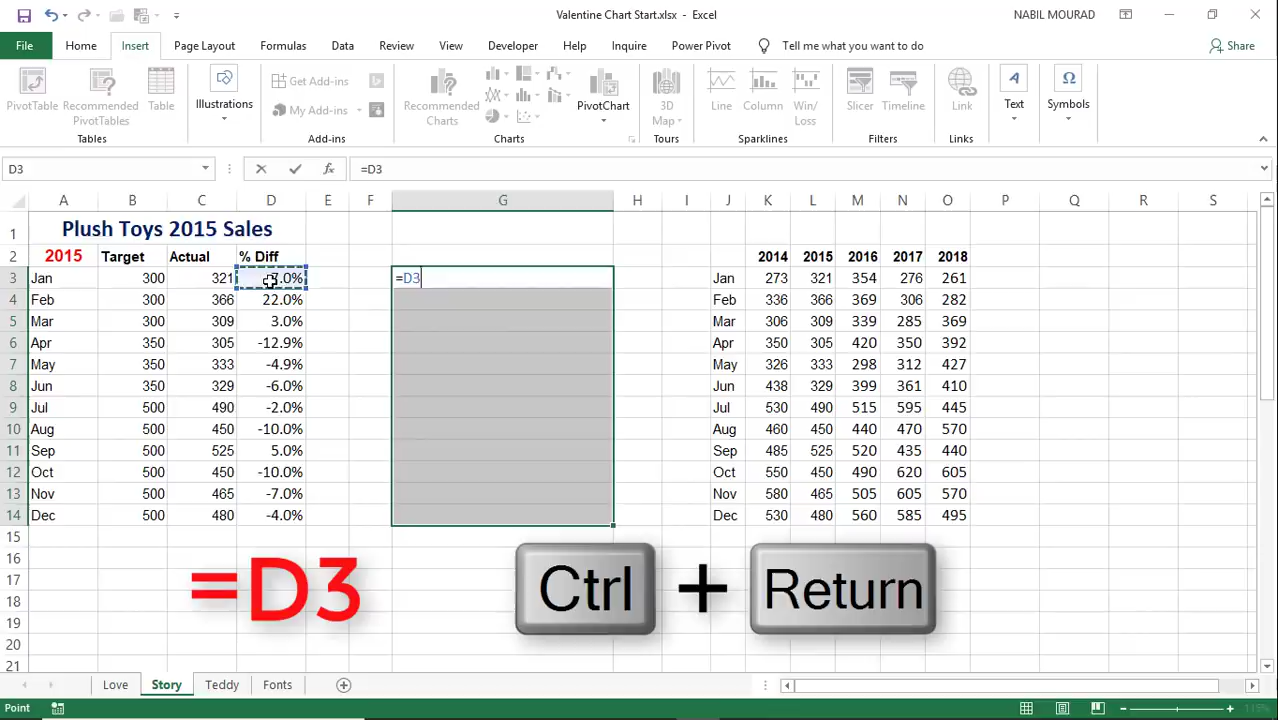 Valentine Chart Start.xlsx - Excel
NABIL MOURAD
File Home Insert Page Layout Formulas Data Review View Developer Help Inquire Power Pivot Tell me what you want to do Share
PivotTable
Recommended
PivotTables
Table
Tables
Illustrations
Get Add-ins
My Add-ins
Add-ins
Recommended
Charts
PivotChart
Charts
3D
Map
Tours
Line
Column
Win/
Loss
Sparklines
Slicer
Timeline
Filters
Link
Links
Text
Symbols
D3 fx =D3
A B C D E F G H I J K L M N O P Q R S
1 Plush Toys 2015 Sales
2 2015 Target Actual % Diff 2014 2015 2016 2017 2018
3 Jan 300 321 7.0% =D3 Jan 273 321 354 276 261
4 Feb 300 366 22.0% Feb 336 366 369 306 282
5 Mar 300 309 3.0% Mar 306 309 339 285 369
6 Apr 350 305 -12.9% Apr 350 305 420 350 392
7 May 350 333 -4.9% May 326 333 298 312 427
8 Jun 350 329 -6.0% Jun 438 329 399 361 410
9 Jul 500 490 -2.0% Jul 530 490 515 595 445
10 Aug 500 450 -10.0% Aug 460 450 440 470 570
11 Sep 500 525 5.0% Sep 485 525 520 435 440
12 Oct 500 450 -10.0% Oct 550 450 490 620 605
13 Nov 500 465 -7.0% Nov 580 465 505 605 570
14 Dec 500 480 -4.0% Dec 530 480 560 585 495
15
16
17
18
19
20
21
=D3 Ctrl + Return
Love Story Teddy Fonts
Point 115%